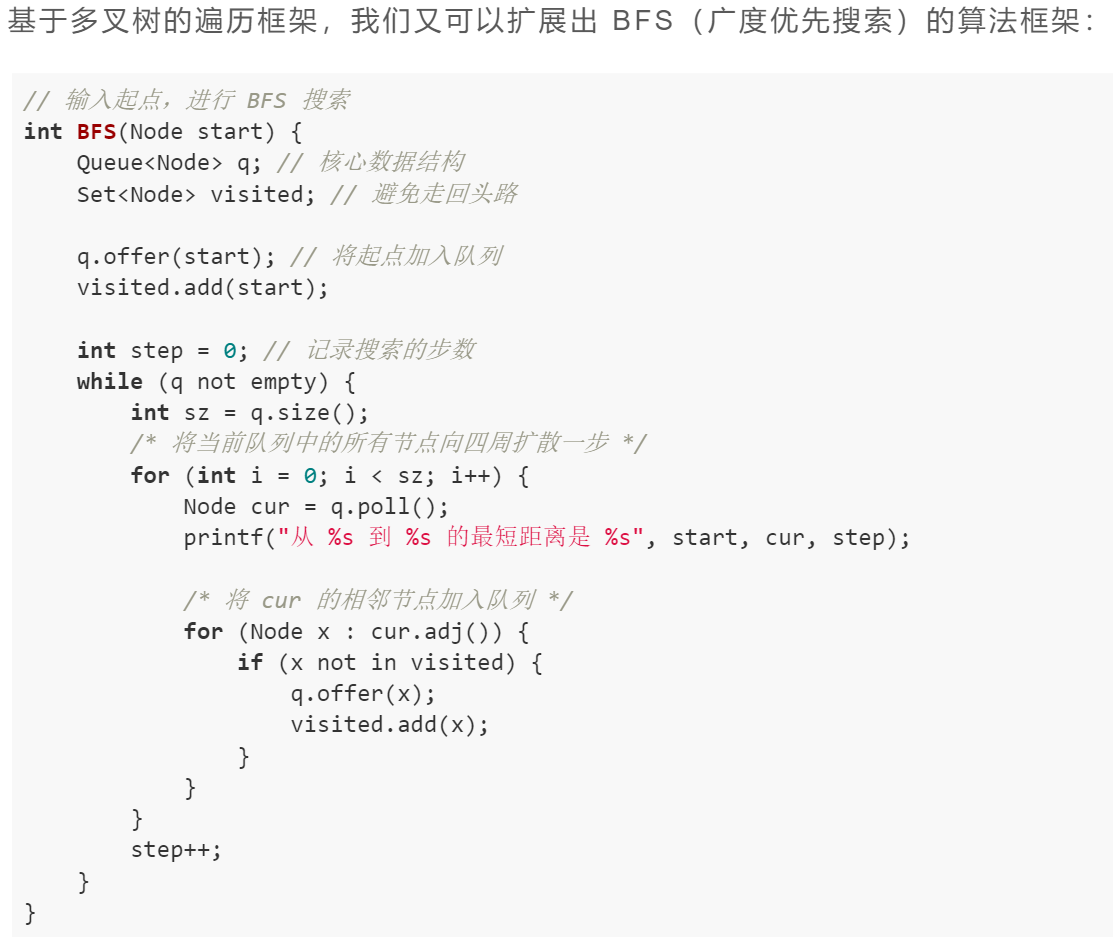 基于多叉树的遍历框架，我们又可以扩展出 BFS（广度优先搜索）的算法框架：
// 输入起点，进行 BFS 搜索
int BFS(Node start) {
    Queue<Node> q; // 核心数据结构
    Set<Node> visited; // 避免走回头路
    q.offer(start); // 将起点加入队列
    visited.add(start);
    int step = 0; // 记录搜索的步数
    while (q not empty) {
        int sz = q.size();
        /* 将当前队列中的所有节点向四周扩散一步 */
        for (int i = 0; i < sz; i++) {
            Node cur = q.poll();
            printf("从 %s 到 %s 的最短距离是 %s", start, cur, step);
            /* 将 cur 的相邻节点加入队列 */
            for (Node x : cur.adj()) {
                if (x not in visited) {
                    q.offer(x);
                    visited.add(x);
                }
            }
        }
        step++;
    }
}